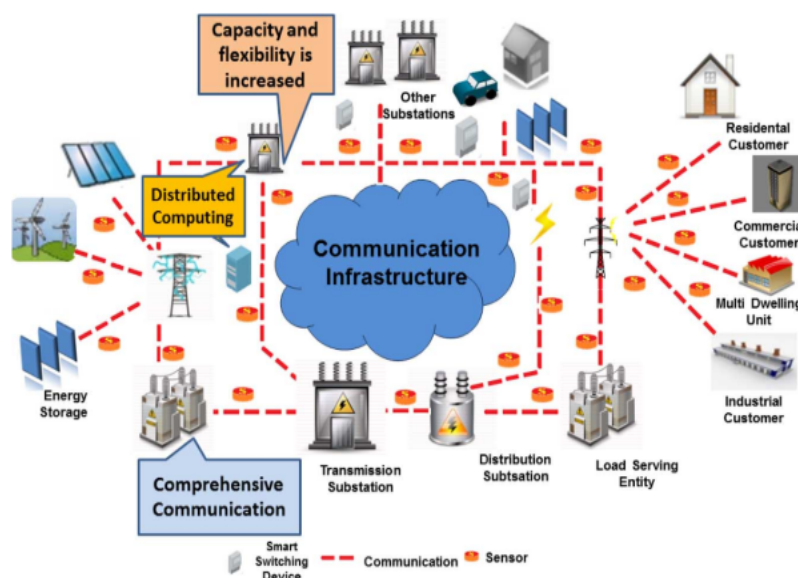 Capacity and
flexibility is
increased
Other
Substations
Residental
Customer
Distributed
Computing
Communication
Infrastructure
Commercia
Customer
Multi Dwelling
Unit
Energy
Storage
Industrial
Customer
Transmission
Substation
Distribution
Subtsation
Load Serving
Entity
Comprehensive
Communication
Smart
Switching
Device
Communication
S
Sensor